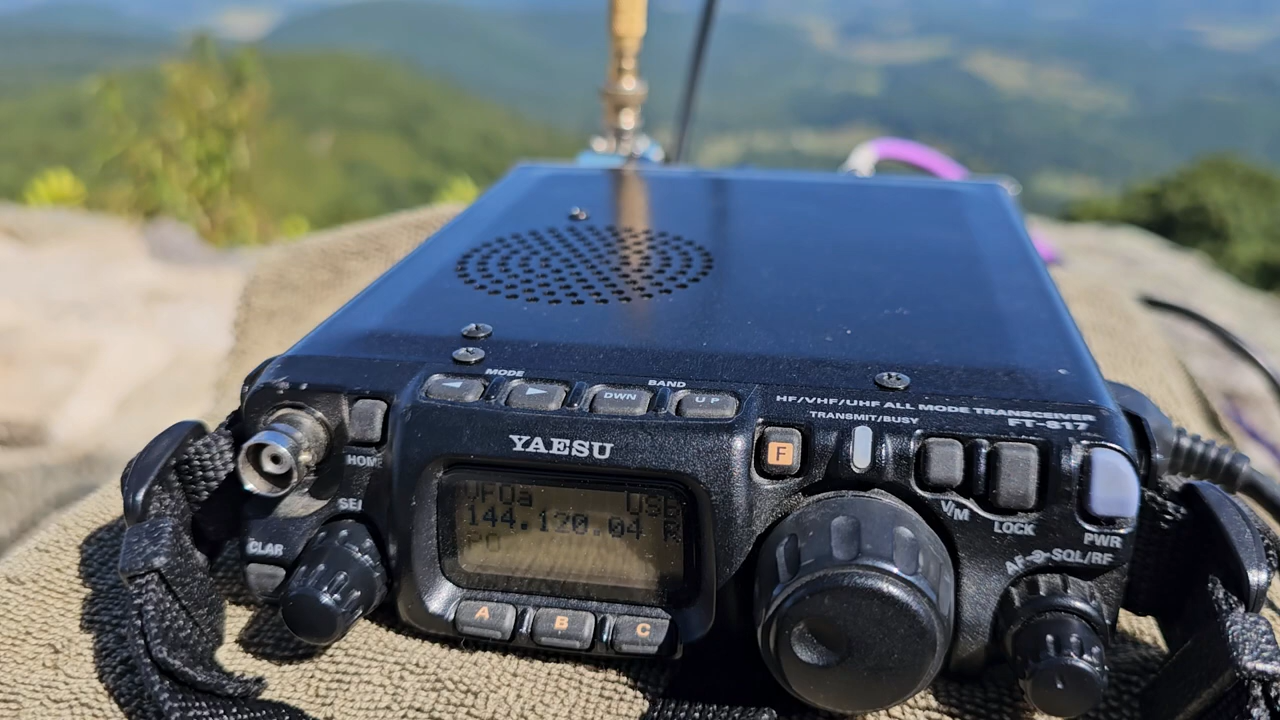 MODE
BAND
DWN
UP
HF/VHF/UHF ALL MODE TRANSCEIVER
FT-817
TRANSMIT/BUSY
YAESU
F
HOME
SEL
CLAR
VFOa USB
144.120.04 R
PO
V/M
LOCK
PWR
AF SQL/RF
A
B
C